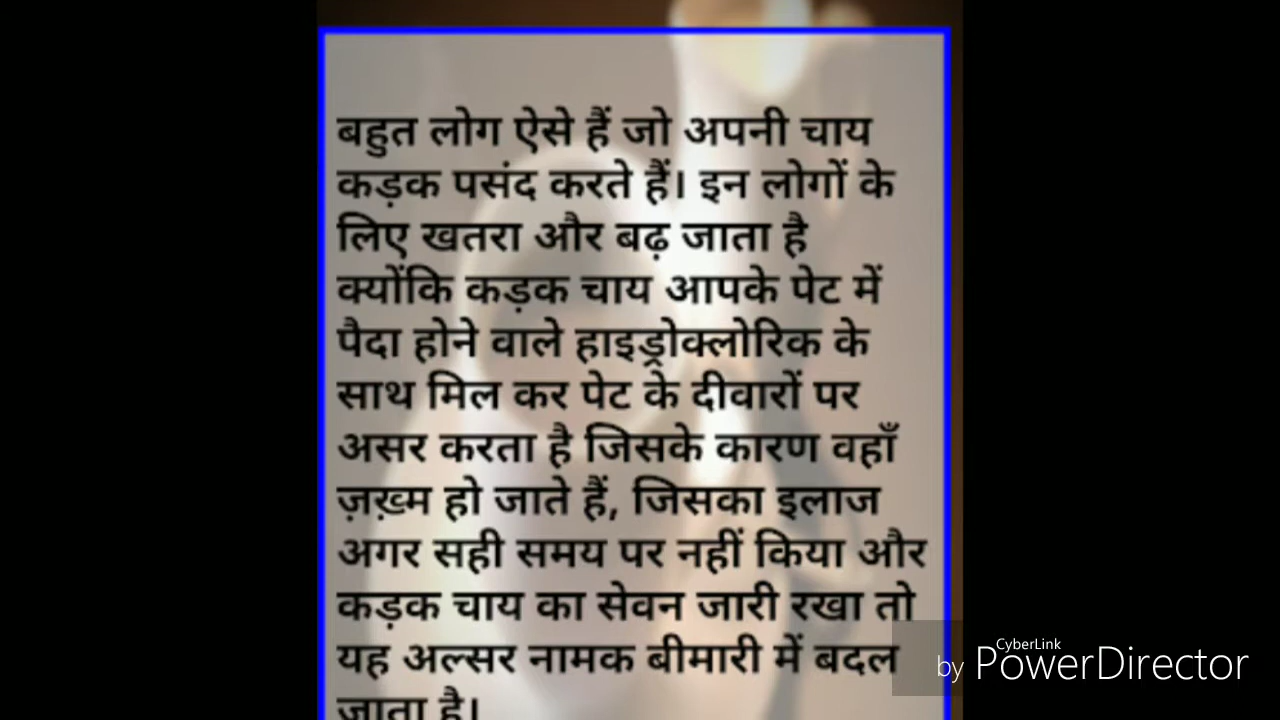 बहुत लोग ऐसे हैं जो अपनी चाय
कड़क पसंद करते हैं। इन लोगों के
लिए खतरा और बढ़ जाता है
क्योंकि कड़क चाय आपके पेट में
पैदा होने वाले हाइड्रोक्लोरिक के
साथ मिल कर पेट के दीवारों पर
असर करता है जिसके कारण वहाँ
ज़ख़्म हो जाते हैं, जिसका इलाज
अगर सही समय पर नहीं किया और
कड़क चाय का सेवन जारी रखा तो
यह अल्सर नामक बीमारी में बदल
जाता है।
CyberLink
by PowerDirector